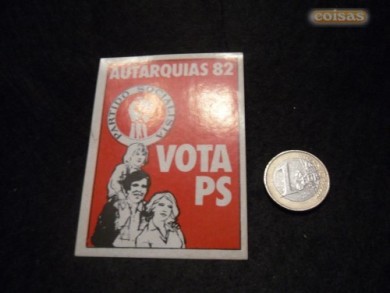 coisas
AUTARQUIAS 82
PARTIDO SOCIALISTA
VOTA
PS
1